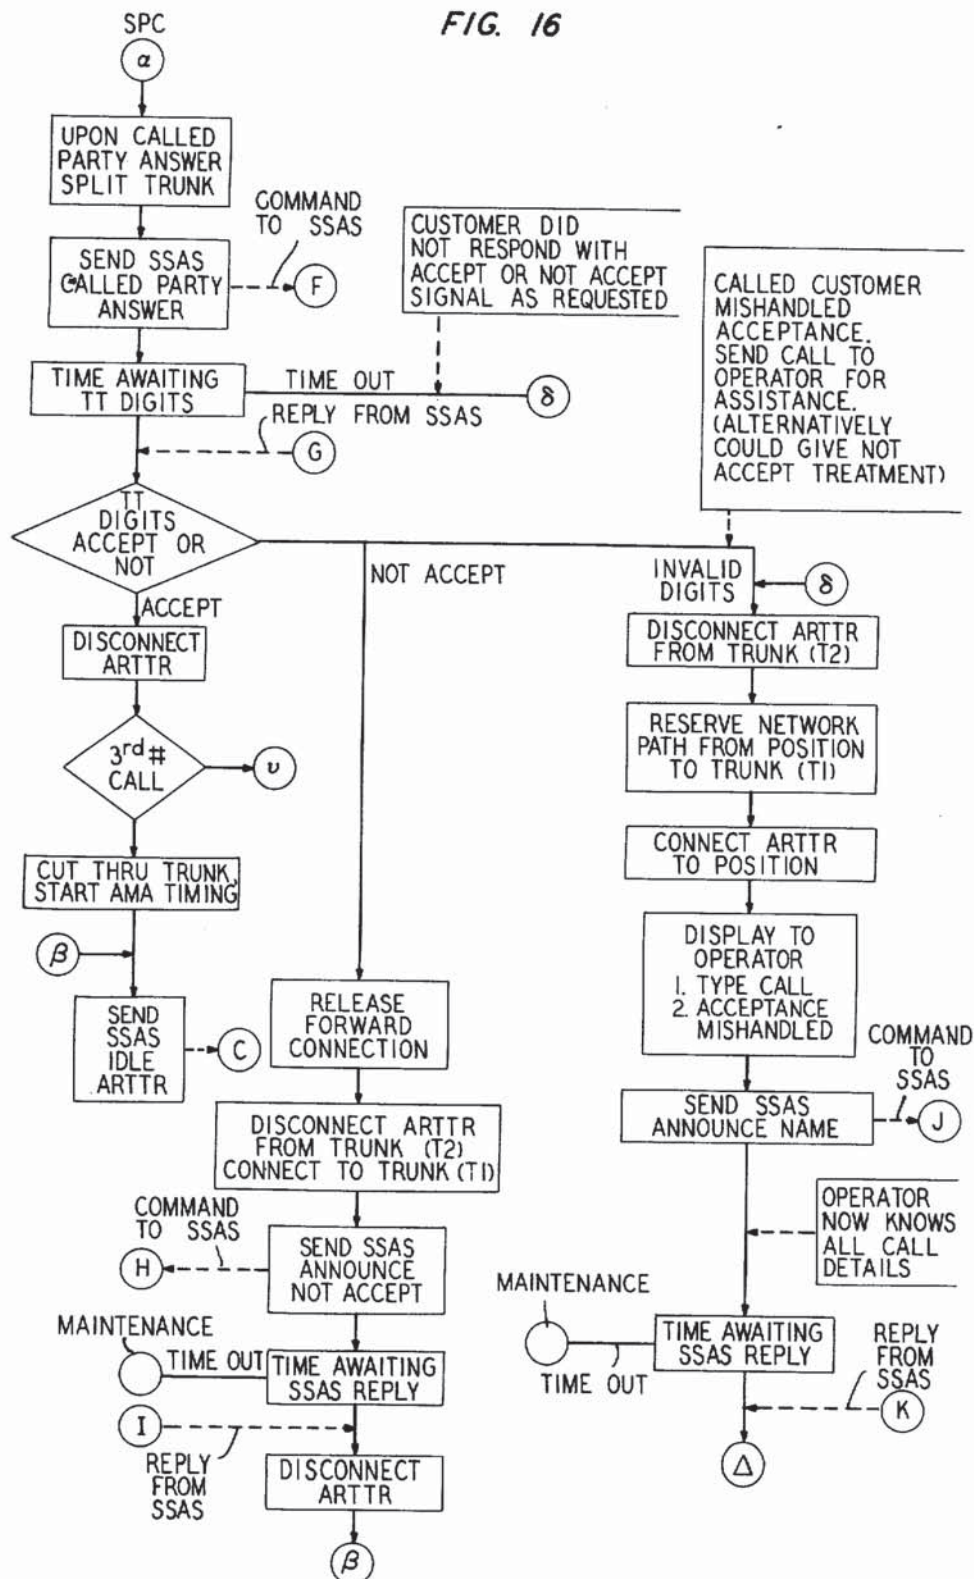 FIG. 16
SPC
α
UPON CALLED
PARTY ANSWER
SPLIT TRUNK
COMMAND
TO SSAS
SEND SSAS
CALLED PARTY
ANSWER
F
CUSTOMER DID
NOT RESPOND WITH
ACCEPT OR NOT ACCEPT
SIGNAL AS REQUESTED
CALLED CUSTOMER
MISHANDLED
ACCEPTANCE.
SEND CALL TO
OPERATOR FOR
ASSISTANCE.
(ALTERNATIVELY
COULD GIVE NOT
ACCEPT TREATMENT)
TIME AWAITING
TT DIGITS
TIME OUT
δ
REPLY FROM SSAS
G
TT
DIGITS
ACCEPT OR
NOT
ACCEPT
NOT ACCEPT
INVALID
DIGITS
δ
DISCONNECT
ARTTR
3rd #
CALL
υ
CUT THRU TRUNK,
START AMA TIMING
β
SEND
SSAS
IDLE
ARTTR
C
RELEASE
FORWARD
CONNECTION
DISCONNECT ARTTR
FROM TRUNK (T2)
CONNECT TO TRUNK (T1)
COMMAND
TO SSAS
H
SEND SSAS
ANNOUNCE
NOT ACCEPT
MAINTENANCE
TIME OUT
TIME AWAITING
SSAS REPLY
I
REPLY
FROM
SSAS
DISCONNECT
ARTTR
β
DISCONNECT ARTTR
FROM TRUNK (T2)
RESERVE NETWORK
PATH FROM POSITION
TO TRUNK (T1)
CONNECT ARTTR
TO POSITION
DISPLAY TO
OPERATOR
1. TYPE CALL
2. ACCEPTANCE
MISHANDLED
COMMAND
TO
SSAS
SEND SSAS
ANNOUNCE NAME
J
OPERATOR
NOW KNOWS
ALL CALL
DETAILS
MAINTENANCE
TIME OUT
TIME AWAITING
SSAS REPLY
REPLY
FROM
SSAS
K
Δ